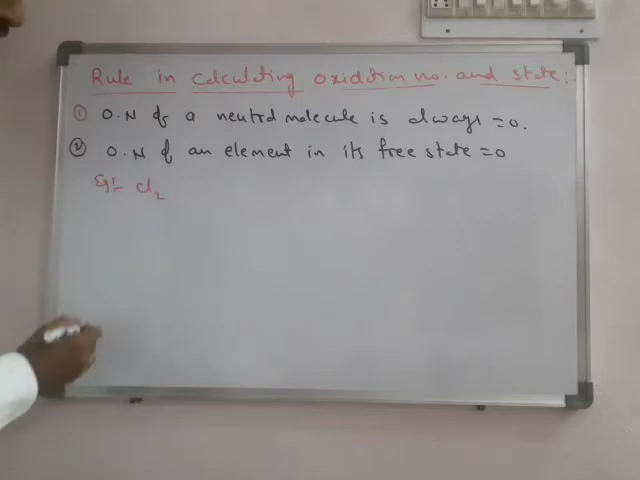 Rule in calculating oxidation no. and state:
① O.N of a neutral molecule is always = 0.
② O.N of an element in its free state = 0
Eg:- Cl2